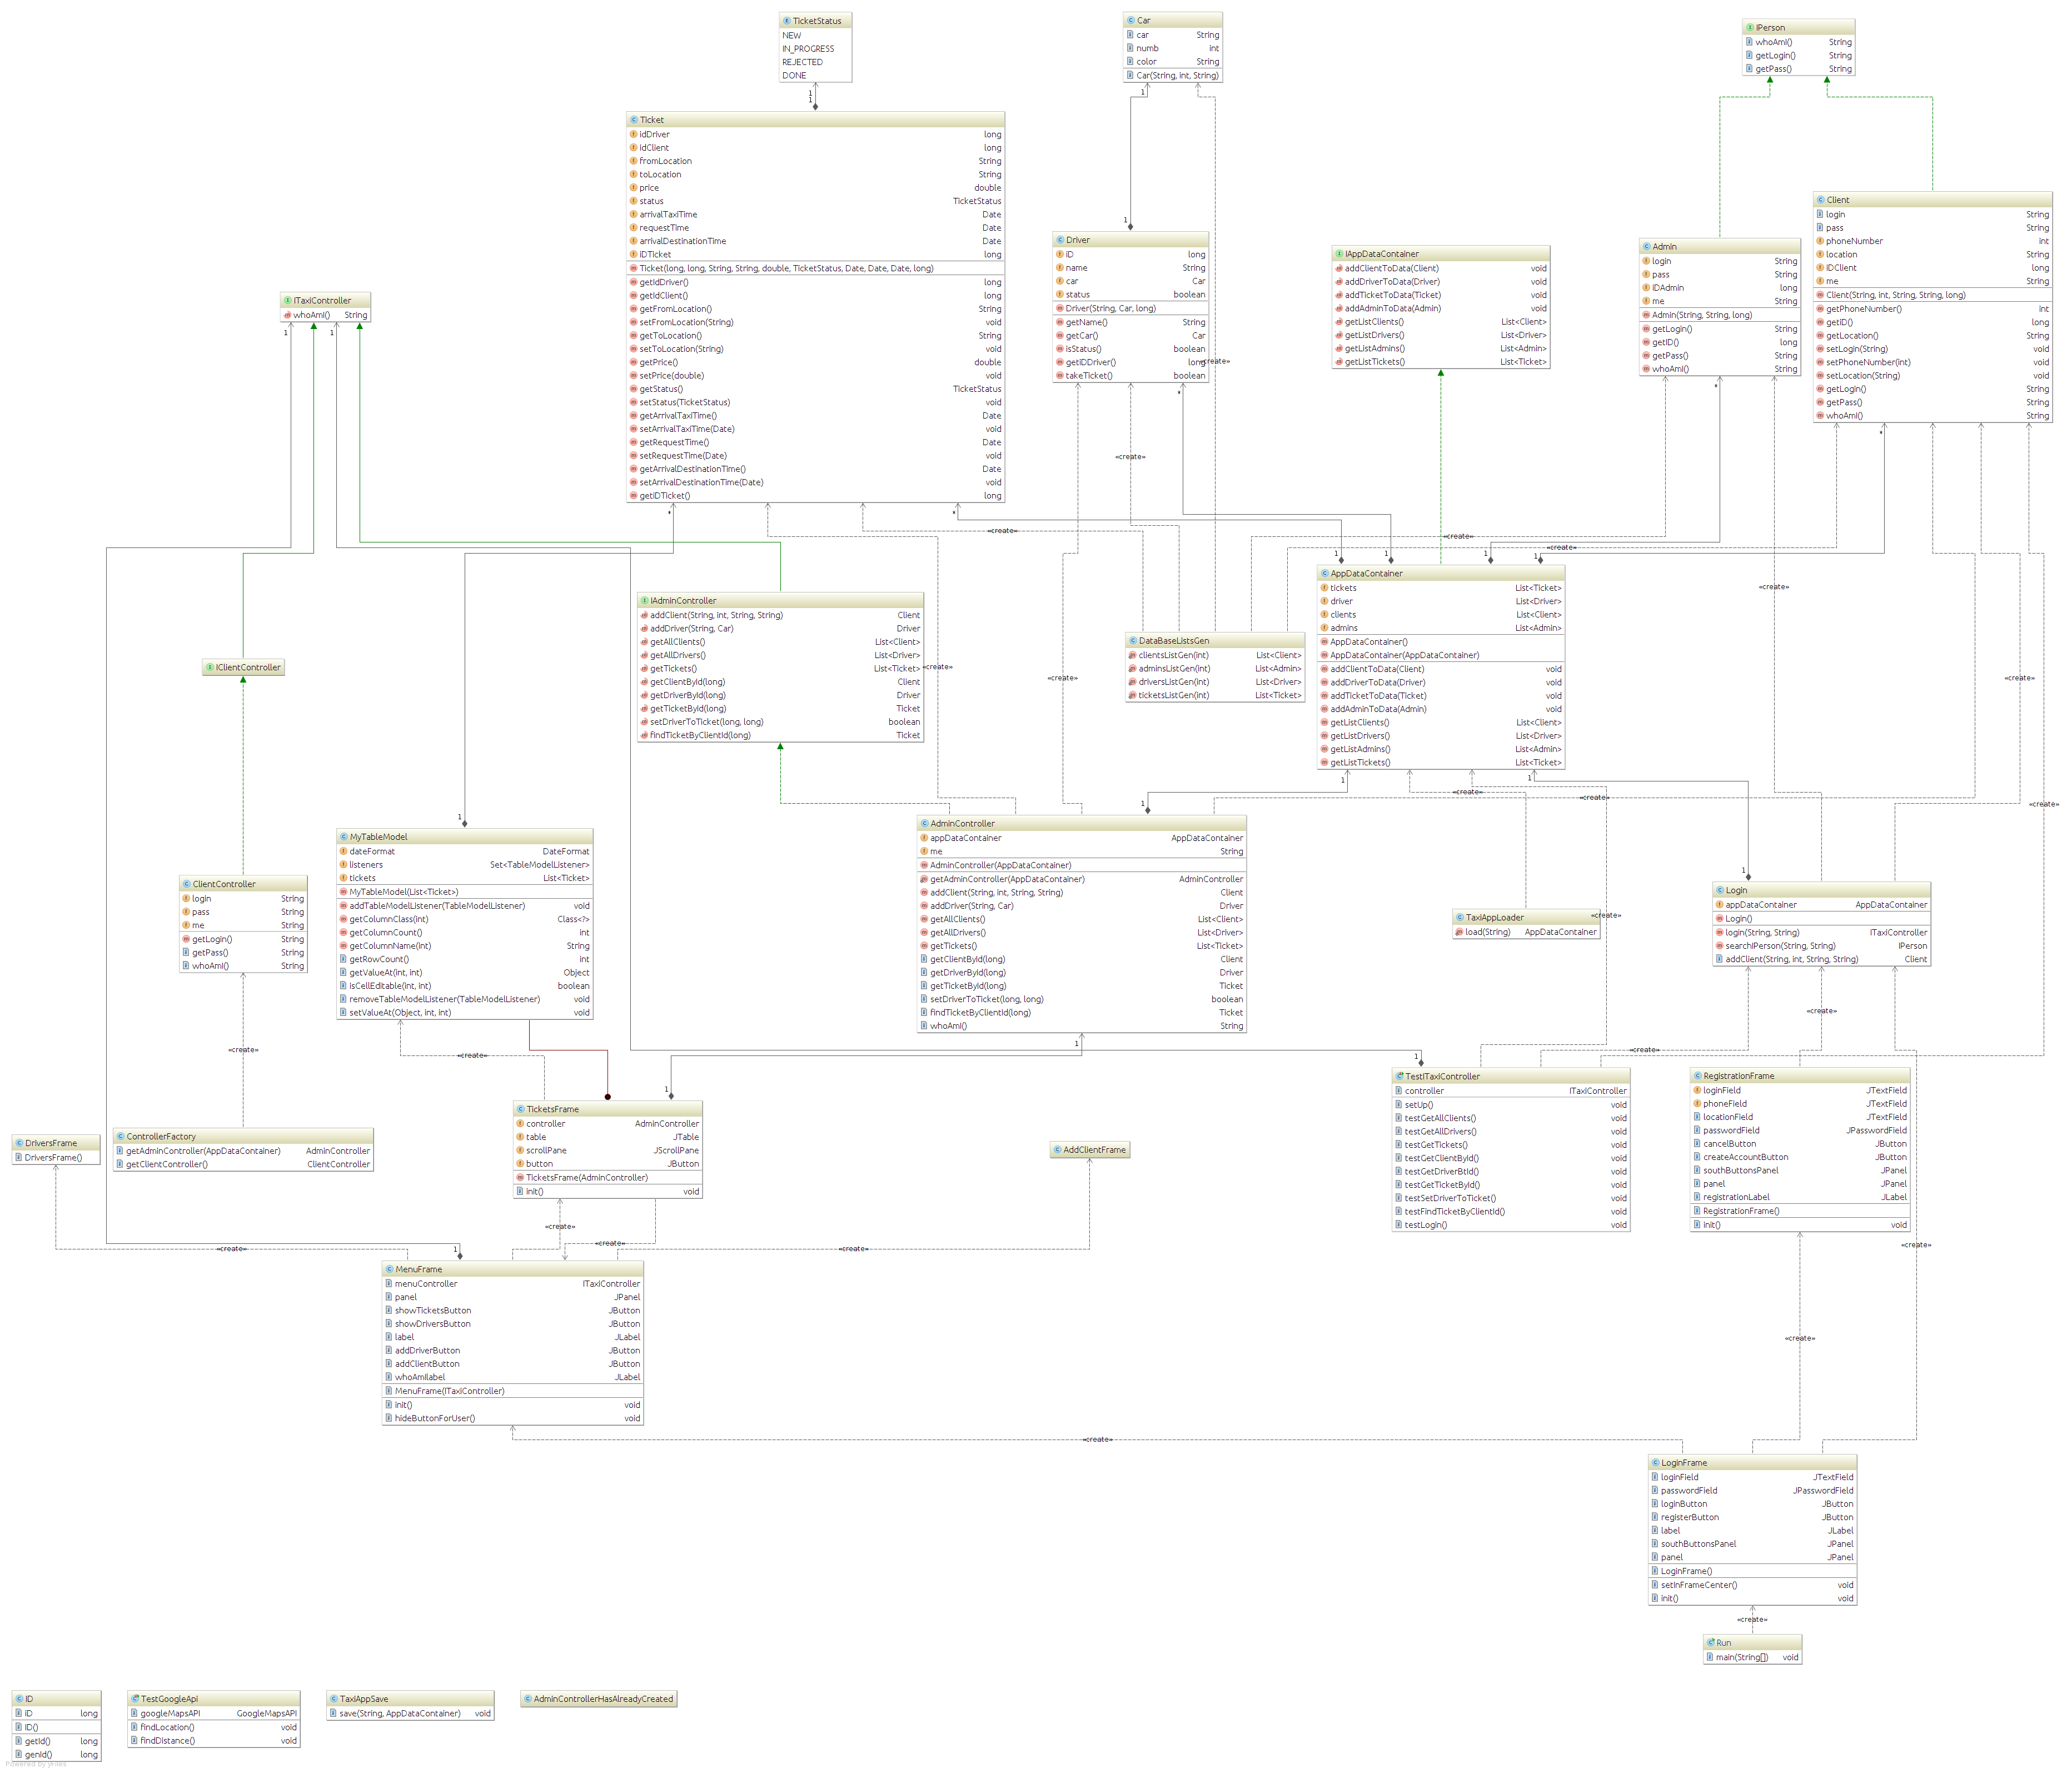 TicketStatus
NEW
IN_PROGRESS
REJECTED
DONE
Car
car String
numb int
color String
Car(String, int, String)
IPerson
whoAmI() String
getLogin() String
getPass() String
1
1
1
Ticket
idDriver long
idClient long
fromLocation String
toLocation String
price double
status TicketStatus
arrivalTaxiTime Date
requestTime Date
arrivalDestinationTime Date
iDTicket long
Ticket(long, long, String, String, double, TicketStatus, Date, Date, Date, long)
getIdDriver() long
getIdClient() long
getFromLocation() String
setFromLocation(String) void
getToLocation() String
setToLocation(String) void
getPrice() double
setPrice(double) void
getStatus() TicketStatus
setStatus(TicketStatus) void
getArrivalTaxiTime() Date
setArrivalTaxiTime(Date) void
getRequestTime() Date
setRequestTime(Date) void
getArrivalDestinationTime() Date
setArrivalDestinationTime(Date) void
getiDTicket() long
1
Driver
iD long
name String
car Car
status boolean
Driver(String, Car, long)
getName() String
getCar() Car
isStatus() boolean
getIDDriver() long
takeTicket() boolean
«create»
IAppDataContainer
addClientToData(Client) void
addDriverToData(Driver) void
addTicketToData(Ticket) void
addAdminToData(Admin) void
getListClients() List<Client>
getListDrivers() List<Driver>
getListAdmins() List<Admin>
getListTickets() List<Ticket>
Admin
login String
pass String
IDAdmin long
me String
Admin(String, String, long)
getLogin() String
getID() long
getPass() String
whoAmI() String
Client
login String
pass String
phoneNumber int
location String
IDClient long
me String
Client(String, int, String, String, long)
getPhoneNumber() int
getID() long
getLocation() String
setLogin(String) void
setPhoneNumber(int) void
setLocation(String) void
getLogin() String
getPass() String
whoAmI() String
ITaxiController
whoAmI() String
1
1
*
*
*
*
*
«create»
«create»
«create»
«create»
1
1
1
1
«create»
IAdminController
addClient(String, int, String, String) Client
addDriver(String, Car) Driver
getAllClients() List<Client>
getAllDrivers() List<Driver>
getTickets() List<Ticket>
getClientById(long) Client
getDriverById(long) Driver
getTicketById(long) Ticket
setDriverToTicket(long, long) boolean
findTicketByClientId(long) Ticket
«create»
«create»
AppDataContainer
tickets List<Ticket>
driver List<Driver>
clients List<Client>
admins List<Admin>
AppDataContainer()
AppDataContainer(AppDataContainer)
addClientToData(Client) void
addDriverToData(Driver) void
addTicketToData(Ticket) void
addAdminToData(Admin) void
getListClients() List<Client>
getListDrivers() List<Driver>
getListAdmins() List<Admin>
getListTickets() List<Ticket>
DataBaseListsGen
clientsListGen(int) List<Client>
adminsListGen(int) List<Admin>
driversListGen(int) List<Driver>
ticketsListGen(int) List<Ticket>
IClientController
«create»
1
1
«create»
«create»
«create»
1
1
1
MyTableModel
dateFormat DateFormat
listeners Set<TableModelListener>
tickets List<Ticket>
MyTableModel(List<Ticket>)
addTableModelListener(TableModelListener) void
getColumnClass(int) Class<?>
getColumnCount() int
getColumnName(int) String
getRowCount() int
getValueAt(int, int) Object
isCellEditable(int, int) boolean
removeTableModelListener(TableModelListener) void
setValueAt(Object, int, int) void
AdminController
appDataContainer AppDataContainer
me String
AdminController(AppDataContainer)
getAdminController(AppDataContainer) AdminController
addClient(String, int, String, String) Client
addDriver(String, Car) Driver
getAllClients() List<Client>
getAllDrivers() List<Driver>
getTickets() List<Ticket>
getClientById(long) Client
getDriverById(long) Driver
getTicketById(long) Ticket
setDriverToTicket(long, long) boolean
findTicketByClientId(long) Ticket
whoAmI() String
ClientController
login String
pass String
me String
getLogin() String
getPass() String
whoAmI() String
Login
appDataContainer AppDataContainer
Login()
login(String, String) ITaxiController
searchIPerson(String, String) IPerson
addClient(String, int, String, String) Client
TaxiAppLoader
load(String) AppDataContainer
«create»
«create»
«create»
«create»
«create»
1
1
1
TestITaxiController
controller ITaxiController
setUp() void
testGetAllClients() void
testGetAllDrivers() void
testGetTickets() void
testGetClientById() void
testGetDriverBtId() void
testGetTicketById() void
testSetDriverToTicket() void
testFindTicketByClientId() void
testLogin() void
RegistrationFrame
loginField JTextField
phoneField JTextField
locationField JTextField
passwordField JPasswordField
cancelButton JButton
createAccountButton JButton
southButtonsPanel JPanel
panel JPanel
registrationLabel JLabel
RegistrationFrame()
init() void
TicketsFrame
controller AdminController
table JTable
scrollPane JScrollPane
button JButton
TicketsFrame(AdminController)
init() void
DriversFrame
DriversFrame()
ControllerFactory
getAdminController(AppDataContainer) AdminController
getClientController() ClientController
AddClientFrame
«create»
«create»
«create»
«create»
«create»
1
MenuFrame
menuController ITaxiController
panel JPanel
showTicketsButton JButton
showDriversButton JButton
label JLabel
addDriverButton JButton
addClientButton JButton
whoAmIlabel JLabel
MenuFrame(ITaxiController)
init() void
hideButtonForUser() void
«create»
«create»
LoginFrame
loginField JTextField
passwordField JPasswordField
loginButton JButton
registerButton JButton
label JLabel
southButtonsPanel JPanel
panel JPanel
LoginFrame()
setInFrameCenter() void
init() void
«create»
Run
main(String[]) void
ID
iD long
ID()
getId() long
genId() long
TestGoogleApi
googleMapsAPI GoogleMapsAPI
findLocation() void
findDistance() void
TaxiAppSave
save(String, AppDataContainer) void
AdminControllerHasAlreadyCreated
Powered by yFiles